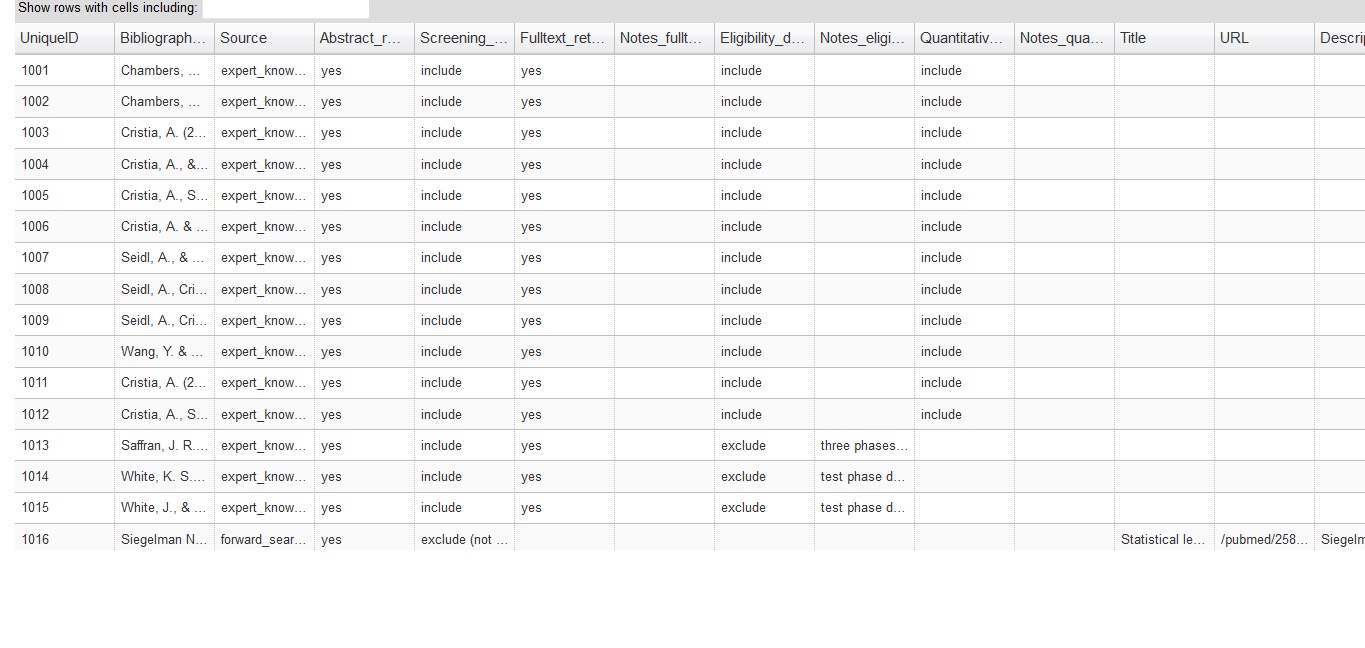 Show rows with cells including:
UniqueID Bibliograph... Source Abstract_r... Screening_... Fulltext_ret... Notes_fullt... Eligibility_d... Notes_eligi... Quantitativ... Notes_qua... Title URL Descrip
1001 Chambers, ... expert_know... yes include yes include include
1002 Chambers, ... expert_know... yes include yes include include
1003 Cristia, A. (2... expert_know... yes include yes include include
1004 Cristia, A., &... expert_know... yes include yes include include
1005 Cristia, A., S... expert_know... yes include yes include include
1006 Cristia, A. & ... expert_know... yes include yes include include
1007 Seidl, A., & ... expert_know... yes include yes include include
1008 Seidl, A., Cri... expert_know... yes include yes include include
1009 Seidl, A., Cri... expert_know... yes include yes include include
1010 Wang, Y. & ... expert_know... yes include yes include include
1011 Cristia, A. (2... expert_know... yes include yes include include
1012 Cristia, A., S... expert_know... yes include yes include include
1013 Saffran, J. R.... expert_know... yes include yes exclude three phases...
1014 White, K. S.... expert_know... yes include yes exclude test phase d...
1015 White, J., & ... expert_know... yes include yes exclude test phase d...
1016 Siegelman N... forward_sear... yes exclude (not ... Statistical le... /pubmed/258... Siegelm